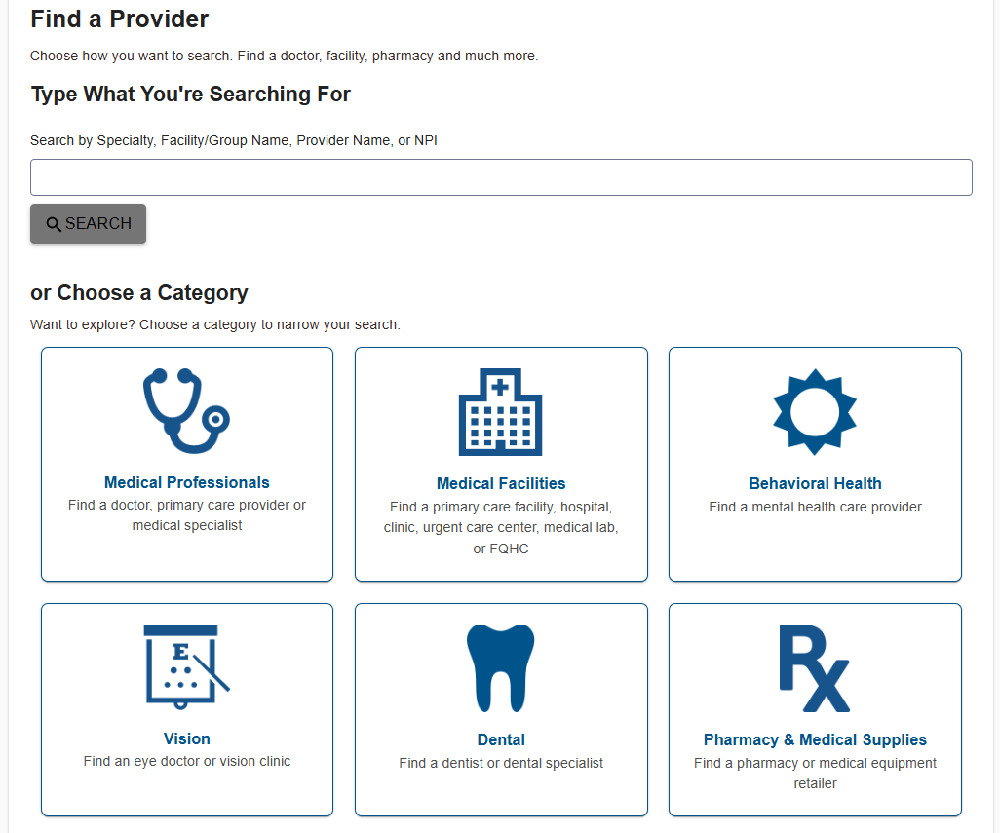 Find a Provider
Choose how you want to search. Find a doctor, facility, pharmacy and much more.
Type What You're Searching For
Search by Specialty, Facility/Group Name, Provider Name, or NPI
SEARCH
or Choose a Category
Want to explore? Choose a category to narrow your search.
Medical Professionals
Find a doctor, primary care provider or
medical specialist
Medical Facilities
Find a primary care facility, hospital,
clinic, urgent care center, medical lab,
or FQHC
Behavioral Health
Find a mental health care provider
E
Vision
Find an eye doctor or vision clinic
Dental
Find a dentist or dental specialist
Rx
Pharmacy & Medical Supplies
Find a pharmacy or medical equipment
retailer